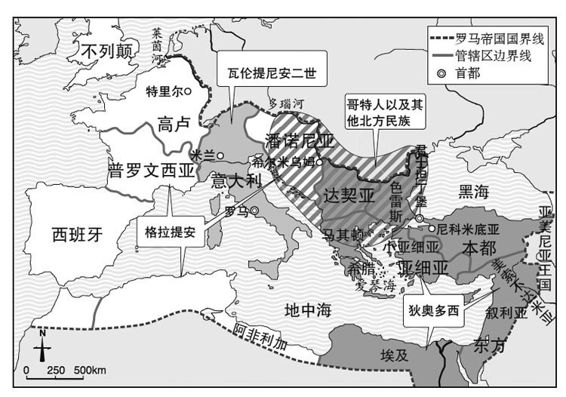 罗马帝国国界线
管辖区边界线
首都
莱茵河
不列颠
瓦伦提尼安二世
特里尔
多瑙河
哥特人以及其
他北方民族
高卢
潘诺尼亚
米兰
希尔米乌姆
普罗文西亚
意大利
达契亚
色雷斯
君士坦丁堡
黑海
亚美尼亚王国
罗马
西班牙
格拉提安
马其顿
尼科米底亚
小亚细亚
本都
希腊
亚细亚
爱琴海
美索不达米亚
地中海
狄奥多西
叙利亚
阿非利加
东方
埃及
N
0 250 500km